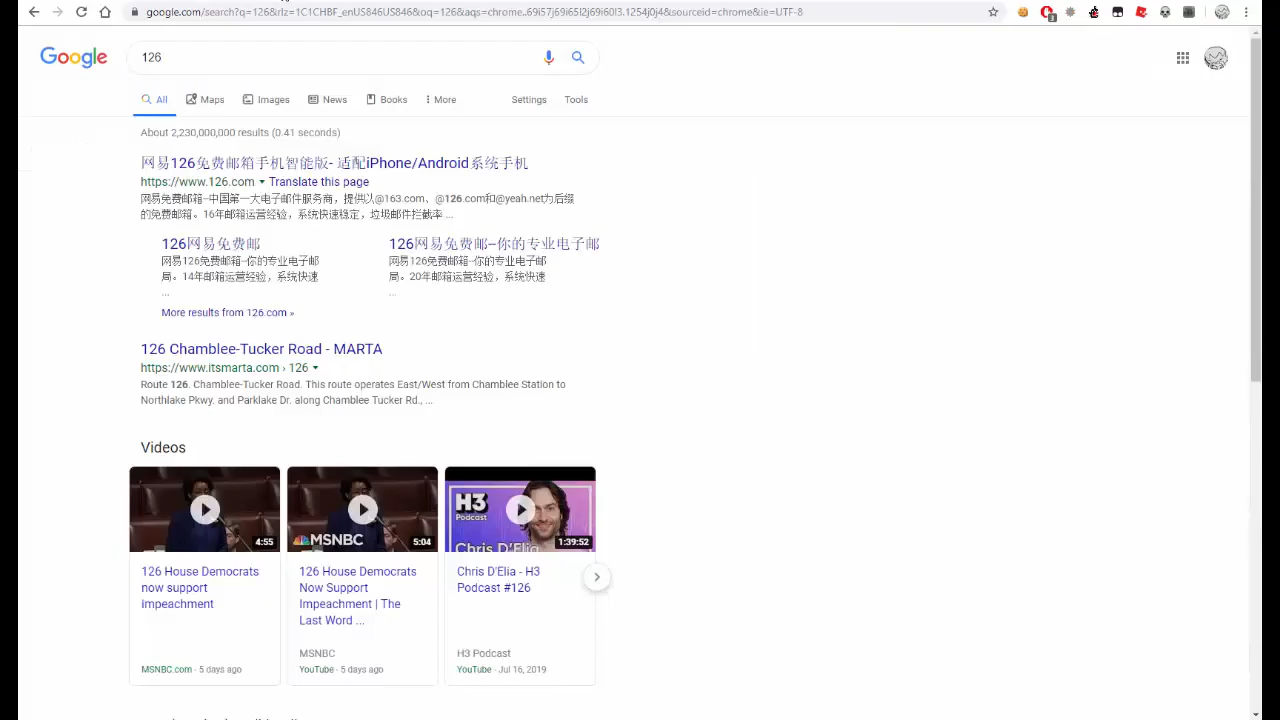 google.com/search?q=126&rlz=1C1CHBF_enUS846US846&oq=126&aqs=chrome..69i57j69i65l2j69i60l3.1254j0j4&sourceid=chrome&ie=UTF-8
3
Google
126
All Maps Images News Books More Settings Tools
About 2,230,000,000 results (0.41 seconds)
网易126免费邮箱手机智能版- 适配iPhone/Android系统手机
https://www.126.com Translate this page
网易免费邮箱--中国第一大电子邮件服务商，提供以@163.com、@126.com和@yeah.net为后缀
的免费邮箱。16年邮箱运营经验，系统快速稳定，垃圾邮件拦截率 ...
126网易免费邮
网易126免费邮箱--你的专业电子邮
局。14年邮箱运营经验，系统快速
...
126网易免费邮--你的专业电子邮
网易126免费邮箱--你的专业电子邮
局。20年邮箱运营经验，系统快速
...
More results from 126.com »
126 Chamblee-Tucker Road - MARTA
https://www.itsmarta.com › 126
Route 126. Chamblee-Tucker Road. This route operates East/West from Chamblee Station to
Northlake Pkwy. and Parklake Dr. along Chamblee Tucker Rd., ...
Videos
4:55
126 House Democrats
now support
impeachment
MSNBC.com - 5 days ago
MSNBC
5:04
126 House Democrats
Now Support
Impeachment | The
Last Word ...
MSNBC
YouTube - 5 days ago
H3
Podcast
Chris D'Elia
1:39:52
Chris D'Elia - H3
Podcast #126
H3 Podcast
YouTube - Jul 16, 2019